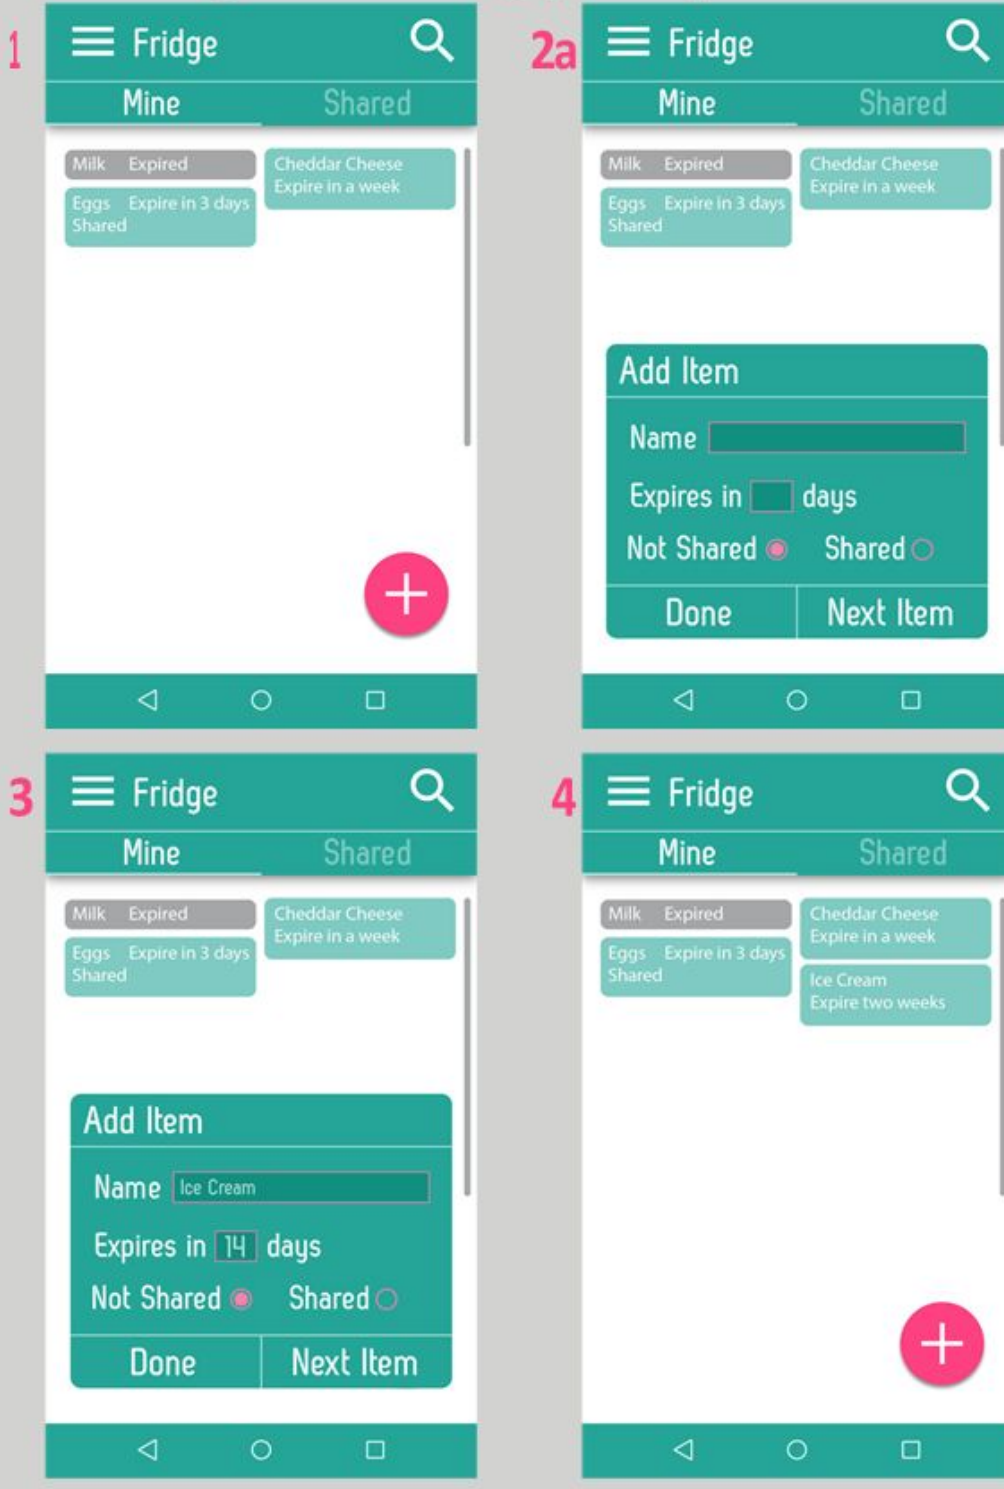 1
Fridge
Mine Shared
Milk Expired
Cheddar Cheese
Expire in a week
Eggs Expire in 3 days
Shared
2a
Fridge
Mine Shared
Milk Expired
Cheddar Cheese
Expire in a week
Eggs Expire in 3 days
Shared
Add Item
Name
Expires in days
Not Shared Shared
Done Next Item
3
Fridge
Mine Shared
Milk Expired
Cheddar Cheese
Expire in a week
Eggs Expire in 3 days
Shared
Add Item
Name Ice Cream
Expires in 14 days
Not Shared Shared
Done Next Item
4
Fridge
Mine Shared
Milk Expired
Cheddar Cheese
Expire in a week
Eggs Expire in 3 days
Shared
Ice Cream
Expire two weeks